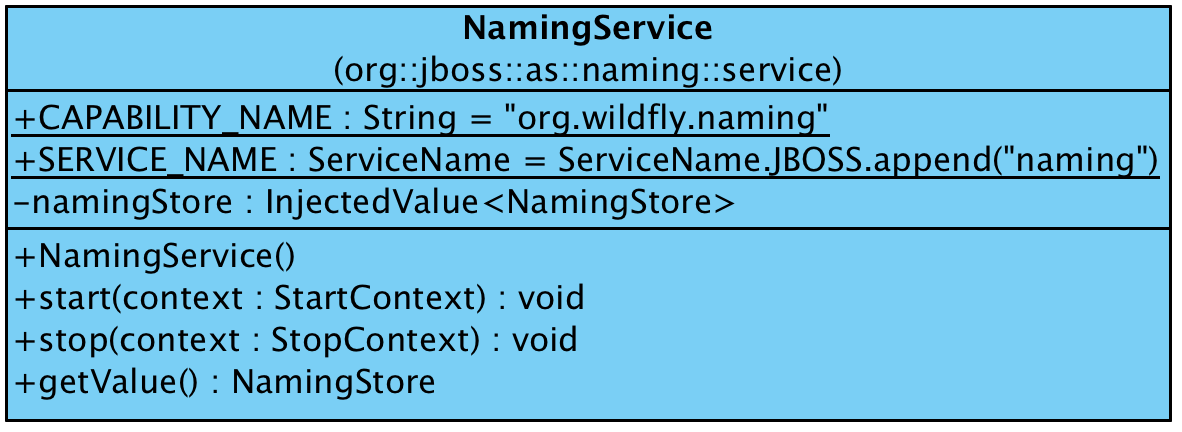 NamingService
(org::jboss::as::naming::service)
+CAPABILITY_NAME : String = "org.wildfly.naming"
+SERVICE_NAME : ServiceName = ServiceName.JBOSS.append("naming")
-namingStore : InjectedValue<NamingStore>
+NamingService()
+start(context : StartContext) : void
+stop(context : StopContext) : void
+getValue() : NamingStore